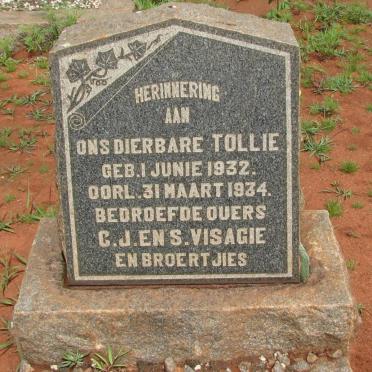 HERINNERING
AAN
ONS DIERBARE TOLLIE
GEB. 1 JUNIE 1932.
OORL. 31 MAART 1934.
BEDROEFDE OUERS
C.J. EN S. VISAGIE
EN BROERTJIES